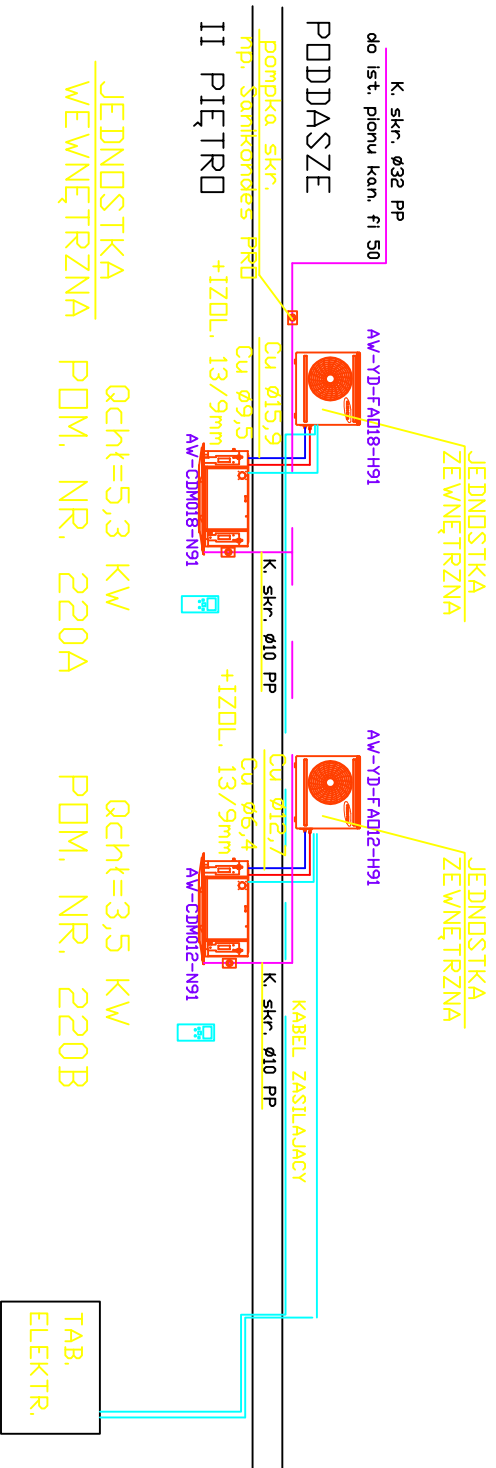 K. skr. ø32 PP
do ist. pionu kan. fi 50
PODDASZE
pompka skr.
np. Sanikondes PRO
II PIĘTRO
JEDNOSTKA
ZEWNĘTRZNA
AW-YD-FAO18-H91
Cu ø15,9
Cu ø9,5
+IZOL. 13/9mm
AW-CDM018-N91
K. skr. ø10 PP
JEDNOSTKA
WEWNĘTRZNA
Qchł=5,3 KW
POM. NR. 220A
JEDNOSTKA
ZEWNĘTRZNA
AW-YD-FAO12-H91
Cu ø12,7
Cu ø6,4
+IZOL. 13/9mm
AW-CDM012-N91
K. skr. ø10 PP
KABEL ZASILAJACY
Qchł=3,5 KW
POM. NR. 220B
TAB.
ELEKTR.